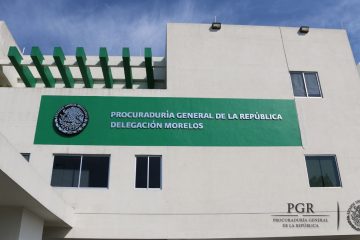 PROCURADURÍA GENERAL DE LA REPÚBLICA
DELEGACIÓN MORELOS
PGR
PROCURADURÍA GENERAL
DE LA REPÚBLICA